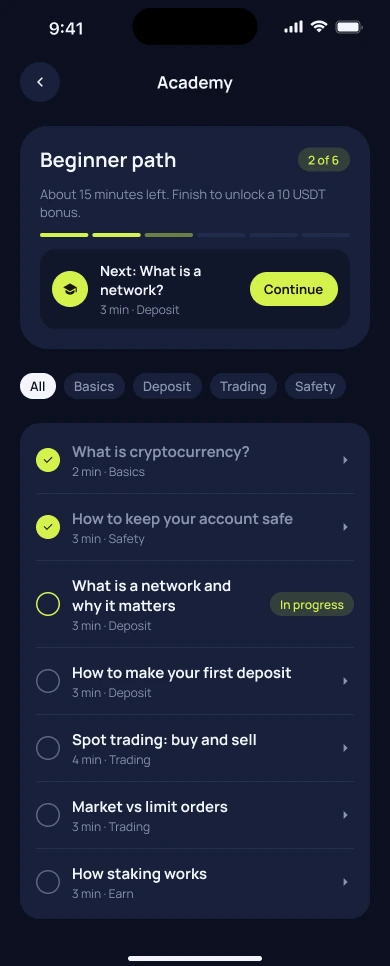 9:41
Academy
Beginner path
2 of 6
About 15 minutes left. Finish to unlock a 10 USDT
bonus.
Next: What is a
network?
3 min · Deposit
Continue
All
Basics
Deposit
Trading
Safety
What is cryptocurrency?
2 min · Basics
How to keep your account safe
3 min · Safety
What is a network and
why it matters
3 min · Deposit
In progress
How to make your first deposit
3 min · Deposit
Spot trading: buy and sell
4 min · Trading
Market vs limit orders
3 min · Trading
How staking works
3 min · Earn